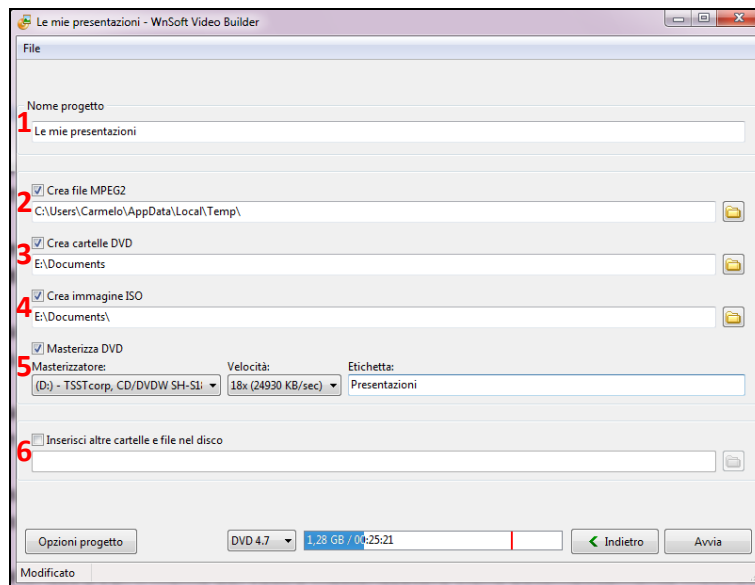 Le mie presentazioni - WnSoft Video Builder
File
Nome progetto
1
Le mie presentazioni
Crea file MPEG2
2
C:\Users\Carmelo\AppData\Local\Temp\
Crea cartelle DVD
3
E:\Documents
Crea immagine ISO
4
E:\Documents\
Masterizza DVD
5
Masterizzatore: Velocità: Etichetta:
(D:) - TSSTcorp, CD/DVDW SH-S18 18x (24930 KB/sec) Presentazioni
Inserisci altre cartelle e file nel disco
6
Opzioni progetto DVD 4.7 1,28 GB / 00:25:21 Indietro Avvia
Modificato